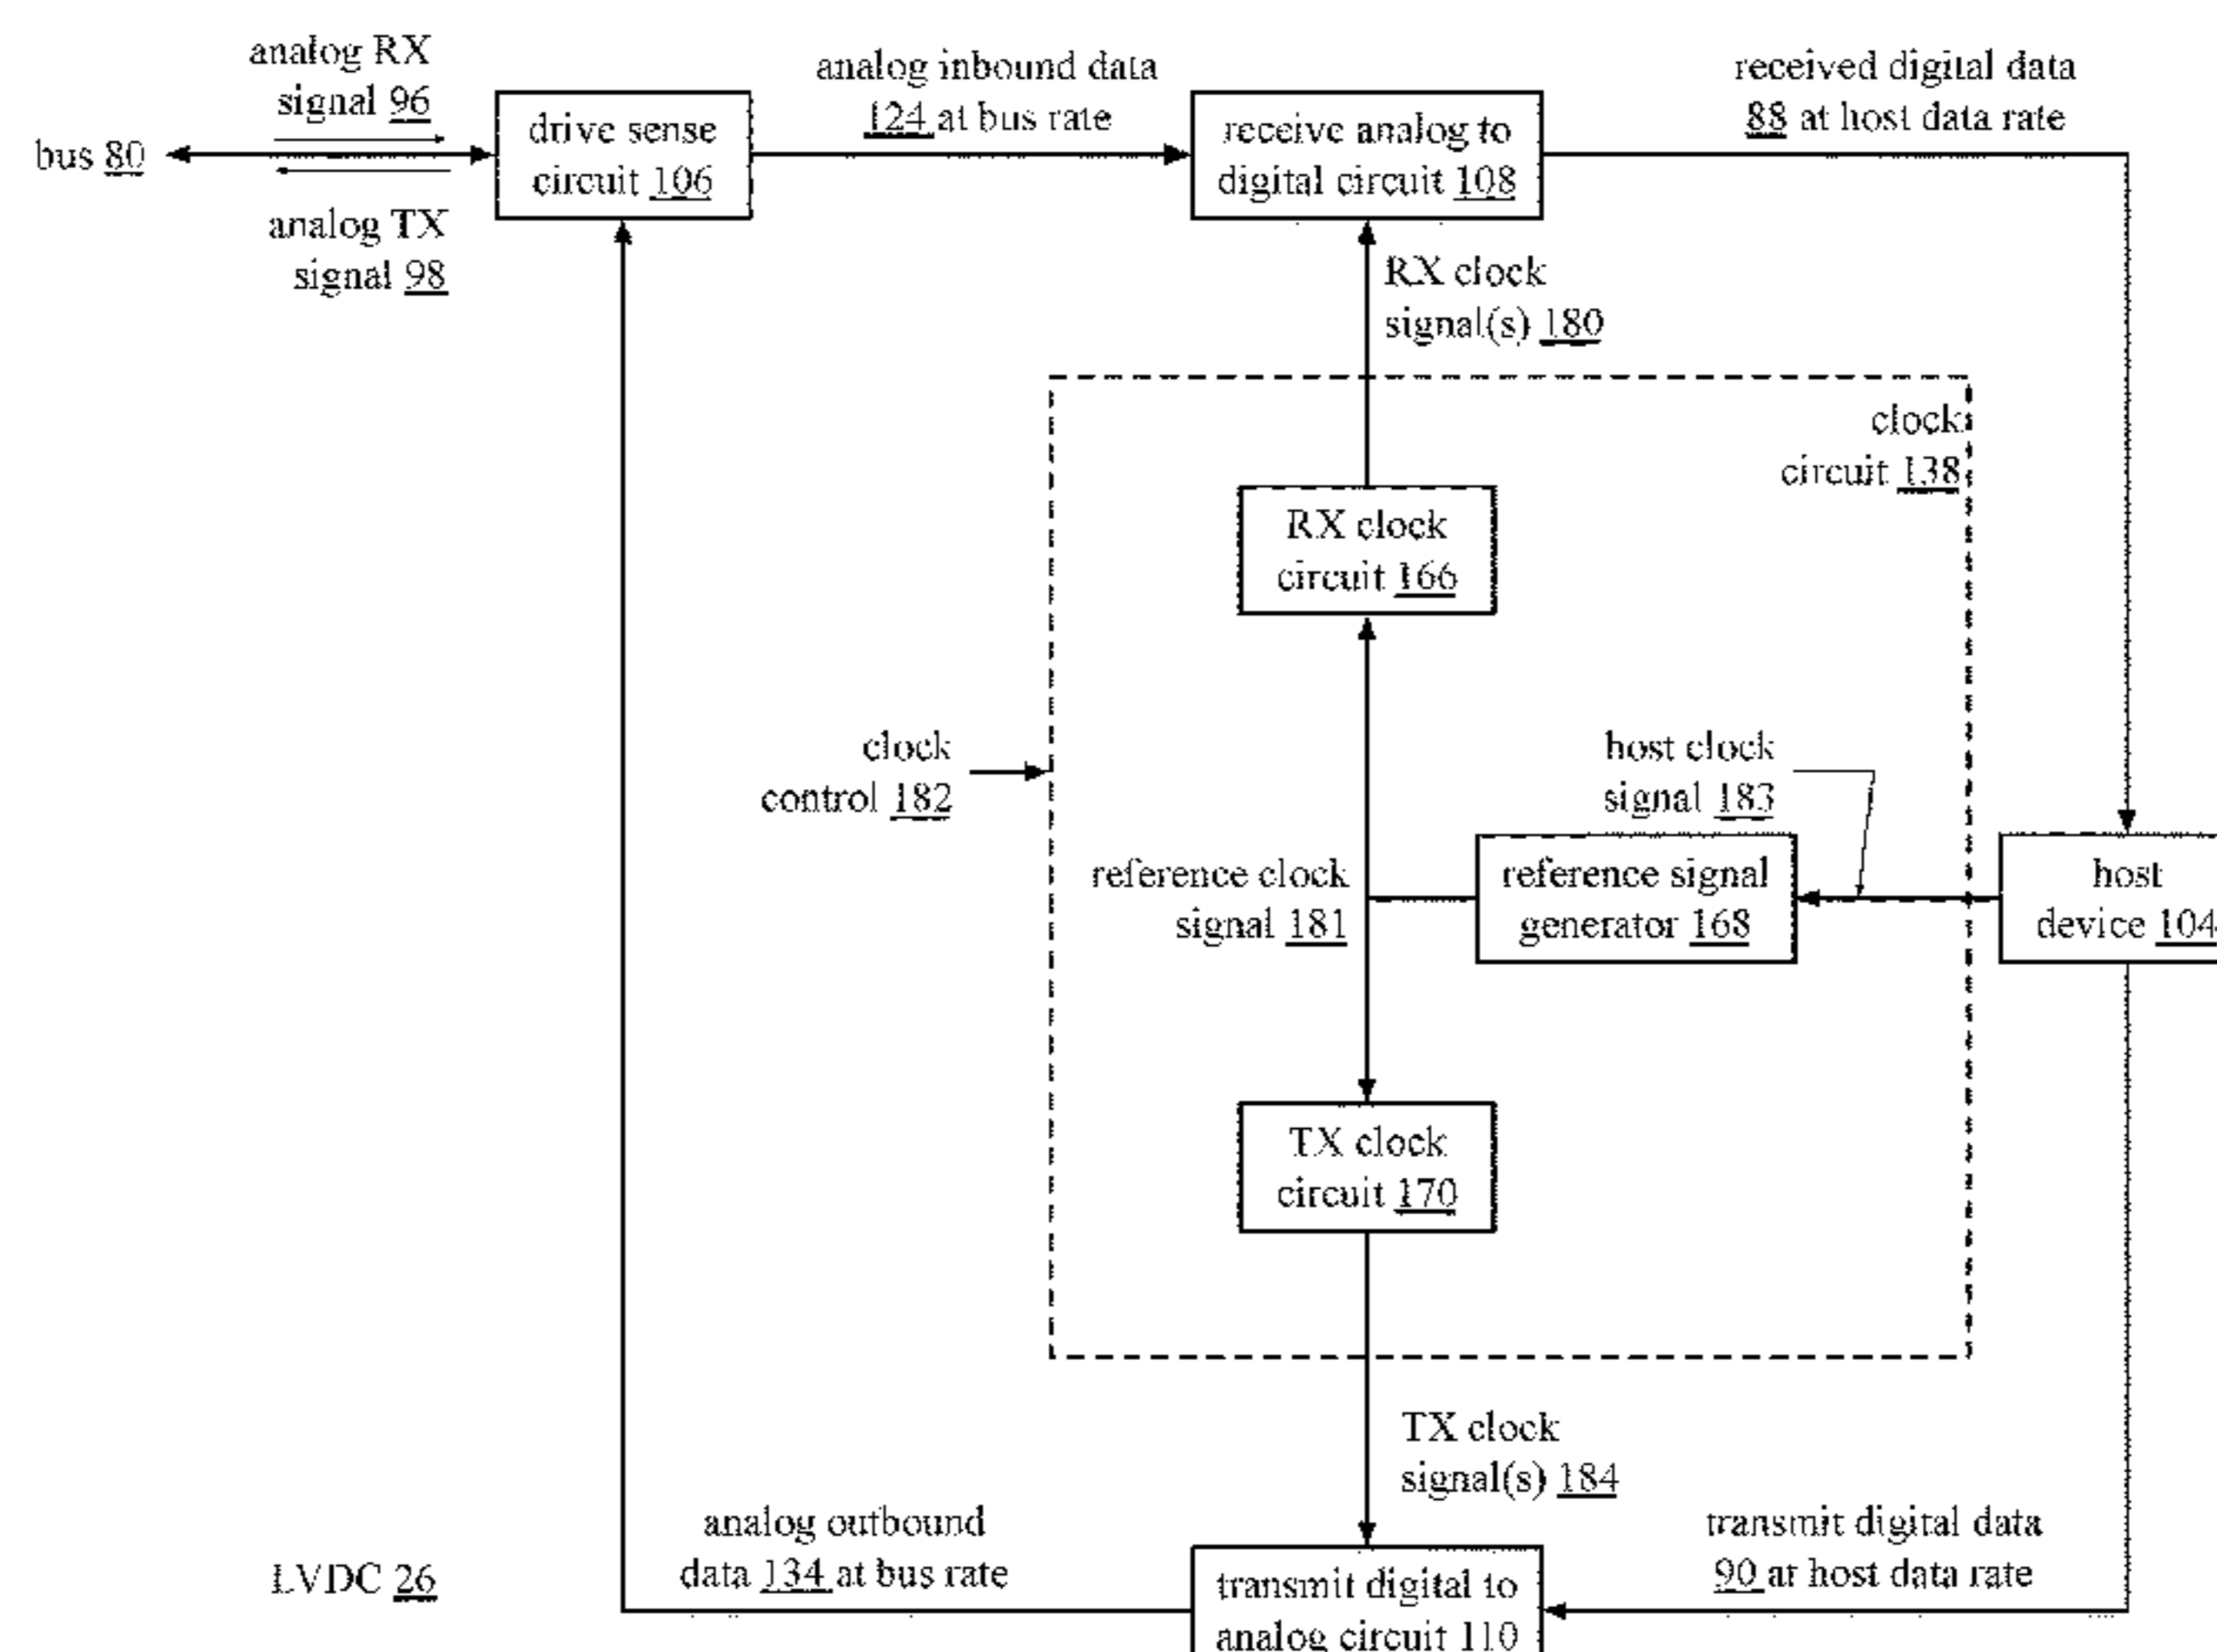 analog RX
signal 96
bus 80
analog TX
signal 98
drive sense
circuit 106
analog inbound data
124 at bus rate
receive analog to
digital circuit 108
received digital data
88 at host data rate
RX clock
signal(s) 180
clock
circuit 138
RX clock
circuit 166
clock
control 182
host clock
signal 183
reference clock
signal 181
reference signal
generator 168
host
device 104
TX clock
circuit 170
TX clock
signal(s) 184
analog outbound
data 134 at bus rate
transmit digital data
90 at host data rate
LVDC 26
transmit digital to
analog circuit 110